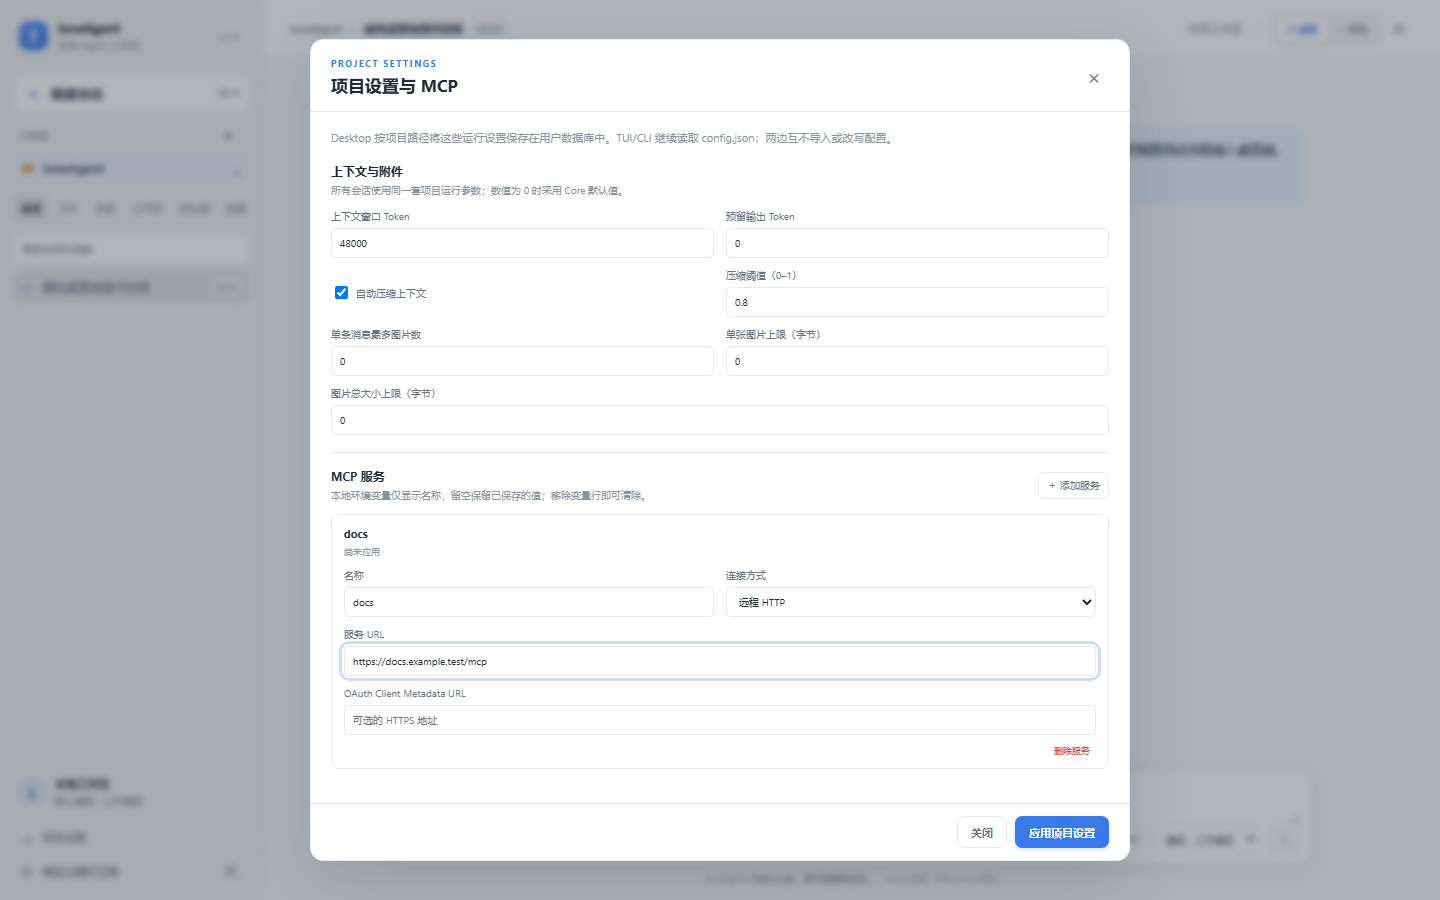 PROJECT SETTINGS
项目设置与 MCP
Desktop 按项目路径将这些运行设置保存在用户数据库中。TUI/CLI 继续读取 config.json；两边互不导入或改写配置。
上下文与附件
所有会话使用同一套项目运行参数；数值为 0 时采用 Core 默认值。
上下文窗口 Token
预留输出 Token
48000
0
压缩阈值（0–1）
自动压缩上下文
0.8
单条消息最多图片数
单张图片上限（字节）
0
0
图片总大小上限（字节）
0
MCP 服务
本地环境变量仅显示名称，留空保留已保存的值；移除变量行即可清除。
+ 添加服务
docs
尚未应用
名称
连接方式
docs
远程 HTTP
服务 URL
https://docs.example.test/mcp
OAuth Client Metadata URL
可选的 HTTPS 地址
删除服务
关闭
应用项目设置